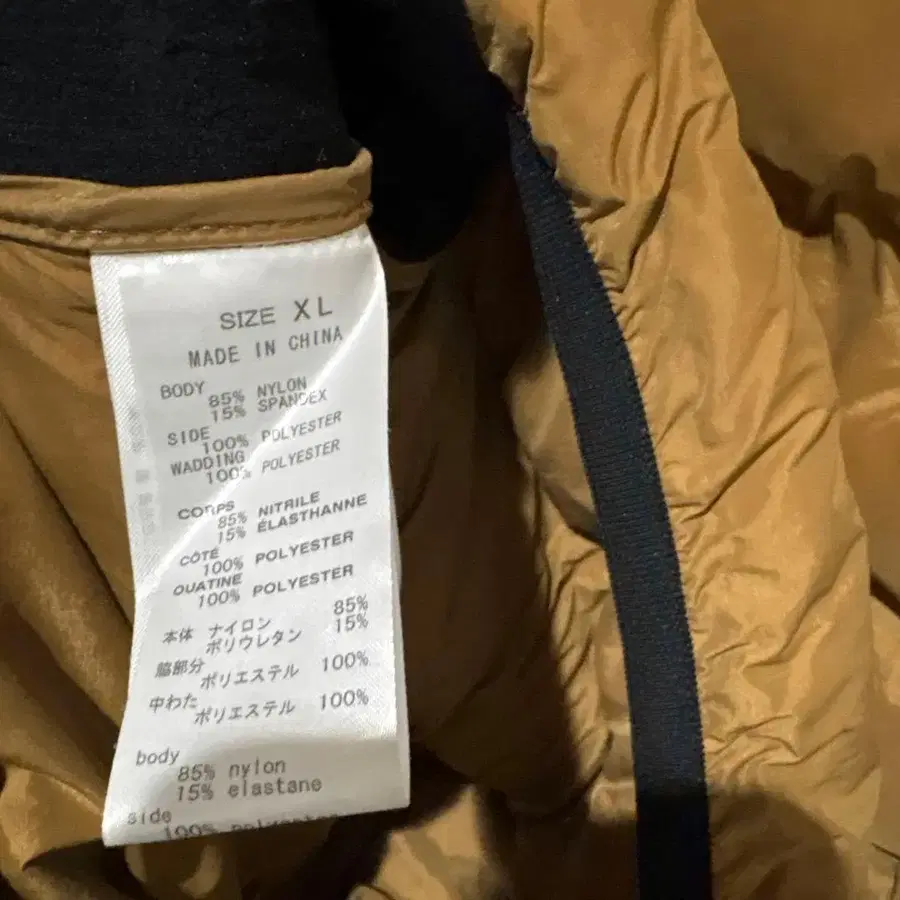 SIZE XL
MADE IN CHINA
BODY
85% NYLON
15% SPANDEX
SIDE
100% POLYESTER
WADDING
100% POLYESTER
CORPS
85% NITRILE
15% ÉLASTHANNE
CÔTÉ
100% POLYESTER
OUATINE
100% POLYESTER
本体 ナイロン 85%
ポリウレタン 15%
脇部分
ポリエステル 100%
中わた
ポリエステル 100%
body
85% nylon
15% elastane
side
100% polyester